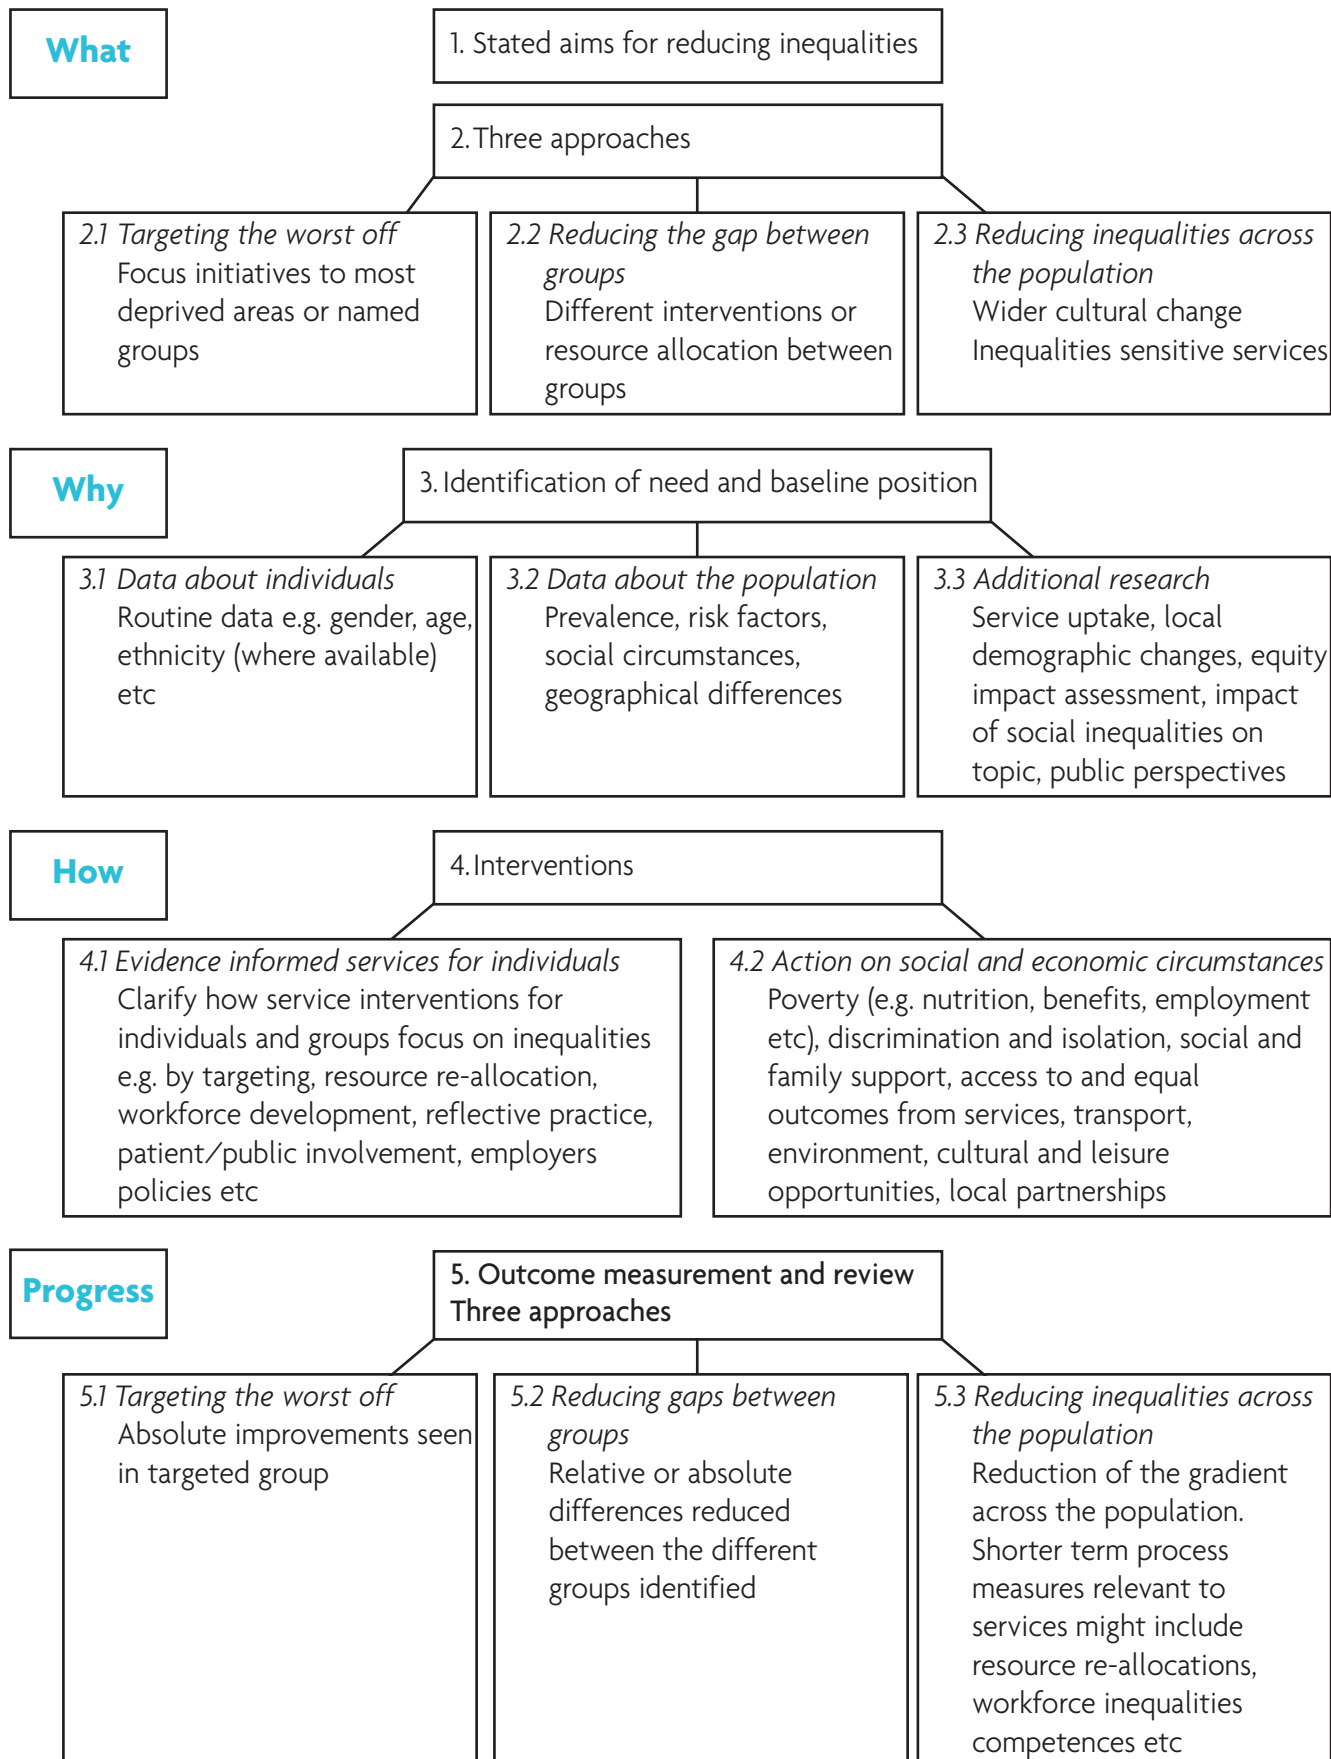 What
1. Stated aims for reducing inequalities
2. Three approaches
2.1 Targeting the worst off
Focus initiatives to most
deprived areas or named
groups
2.2 Reducing the gap between
groups
Different interventions or
resource allocation between
groups
2.3 Reducing inequalities across
the population
Wider cultural change
Inequalities sensitive services
Why
3. Identification of need and baseline position
3.1 Data about individuals
Routine data e.g. gender, age,
ethnicity (where available)
etc
3.2 Data about the population
Prevalence, risk factors,
social circumstances,
geographical differences
3.3 Additional research
Service uptake, local
demographic changes, equity
impact assessment, impact
of social inequalities on
topic, public perspectives
How
4. Interventions
4.1 Evidence informed services for individuals
Clarify how service interventions for
individuals and groups focus on inequalities
e.g. by targeting, resource re-allocation,
workforce development, reflective practice,
patient/public involvement, employers
policies etc
4.2 Action on social and economic circumstances
Poverty (e.g. nutrition, benefits, employment
etc), discrimination and isolation, social and
family support, access to and equal
outcomes from services, transport,
environment, cultural and leisure
opportunities, local partnerships
Progress
5. Outcome measurement and review
Three approaches
5.1 Targeting the worst off
Absolute improvements seen
in targeted group
5.2 Reducing gaps between
groups
Relative or absolute
differences reduced
between the different
groups identified
5.3 Reducing inequalities across
the population
Reduction of the gradient
across the population.
Shorter term process
measures relevant to
services might include
resource re-allocations,
workforce inequalities
competences etc